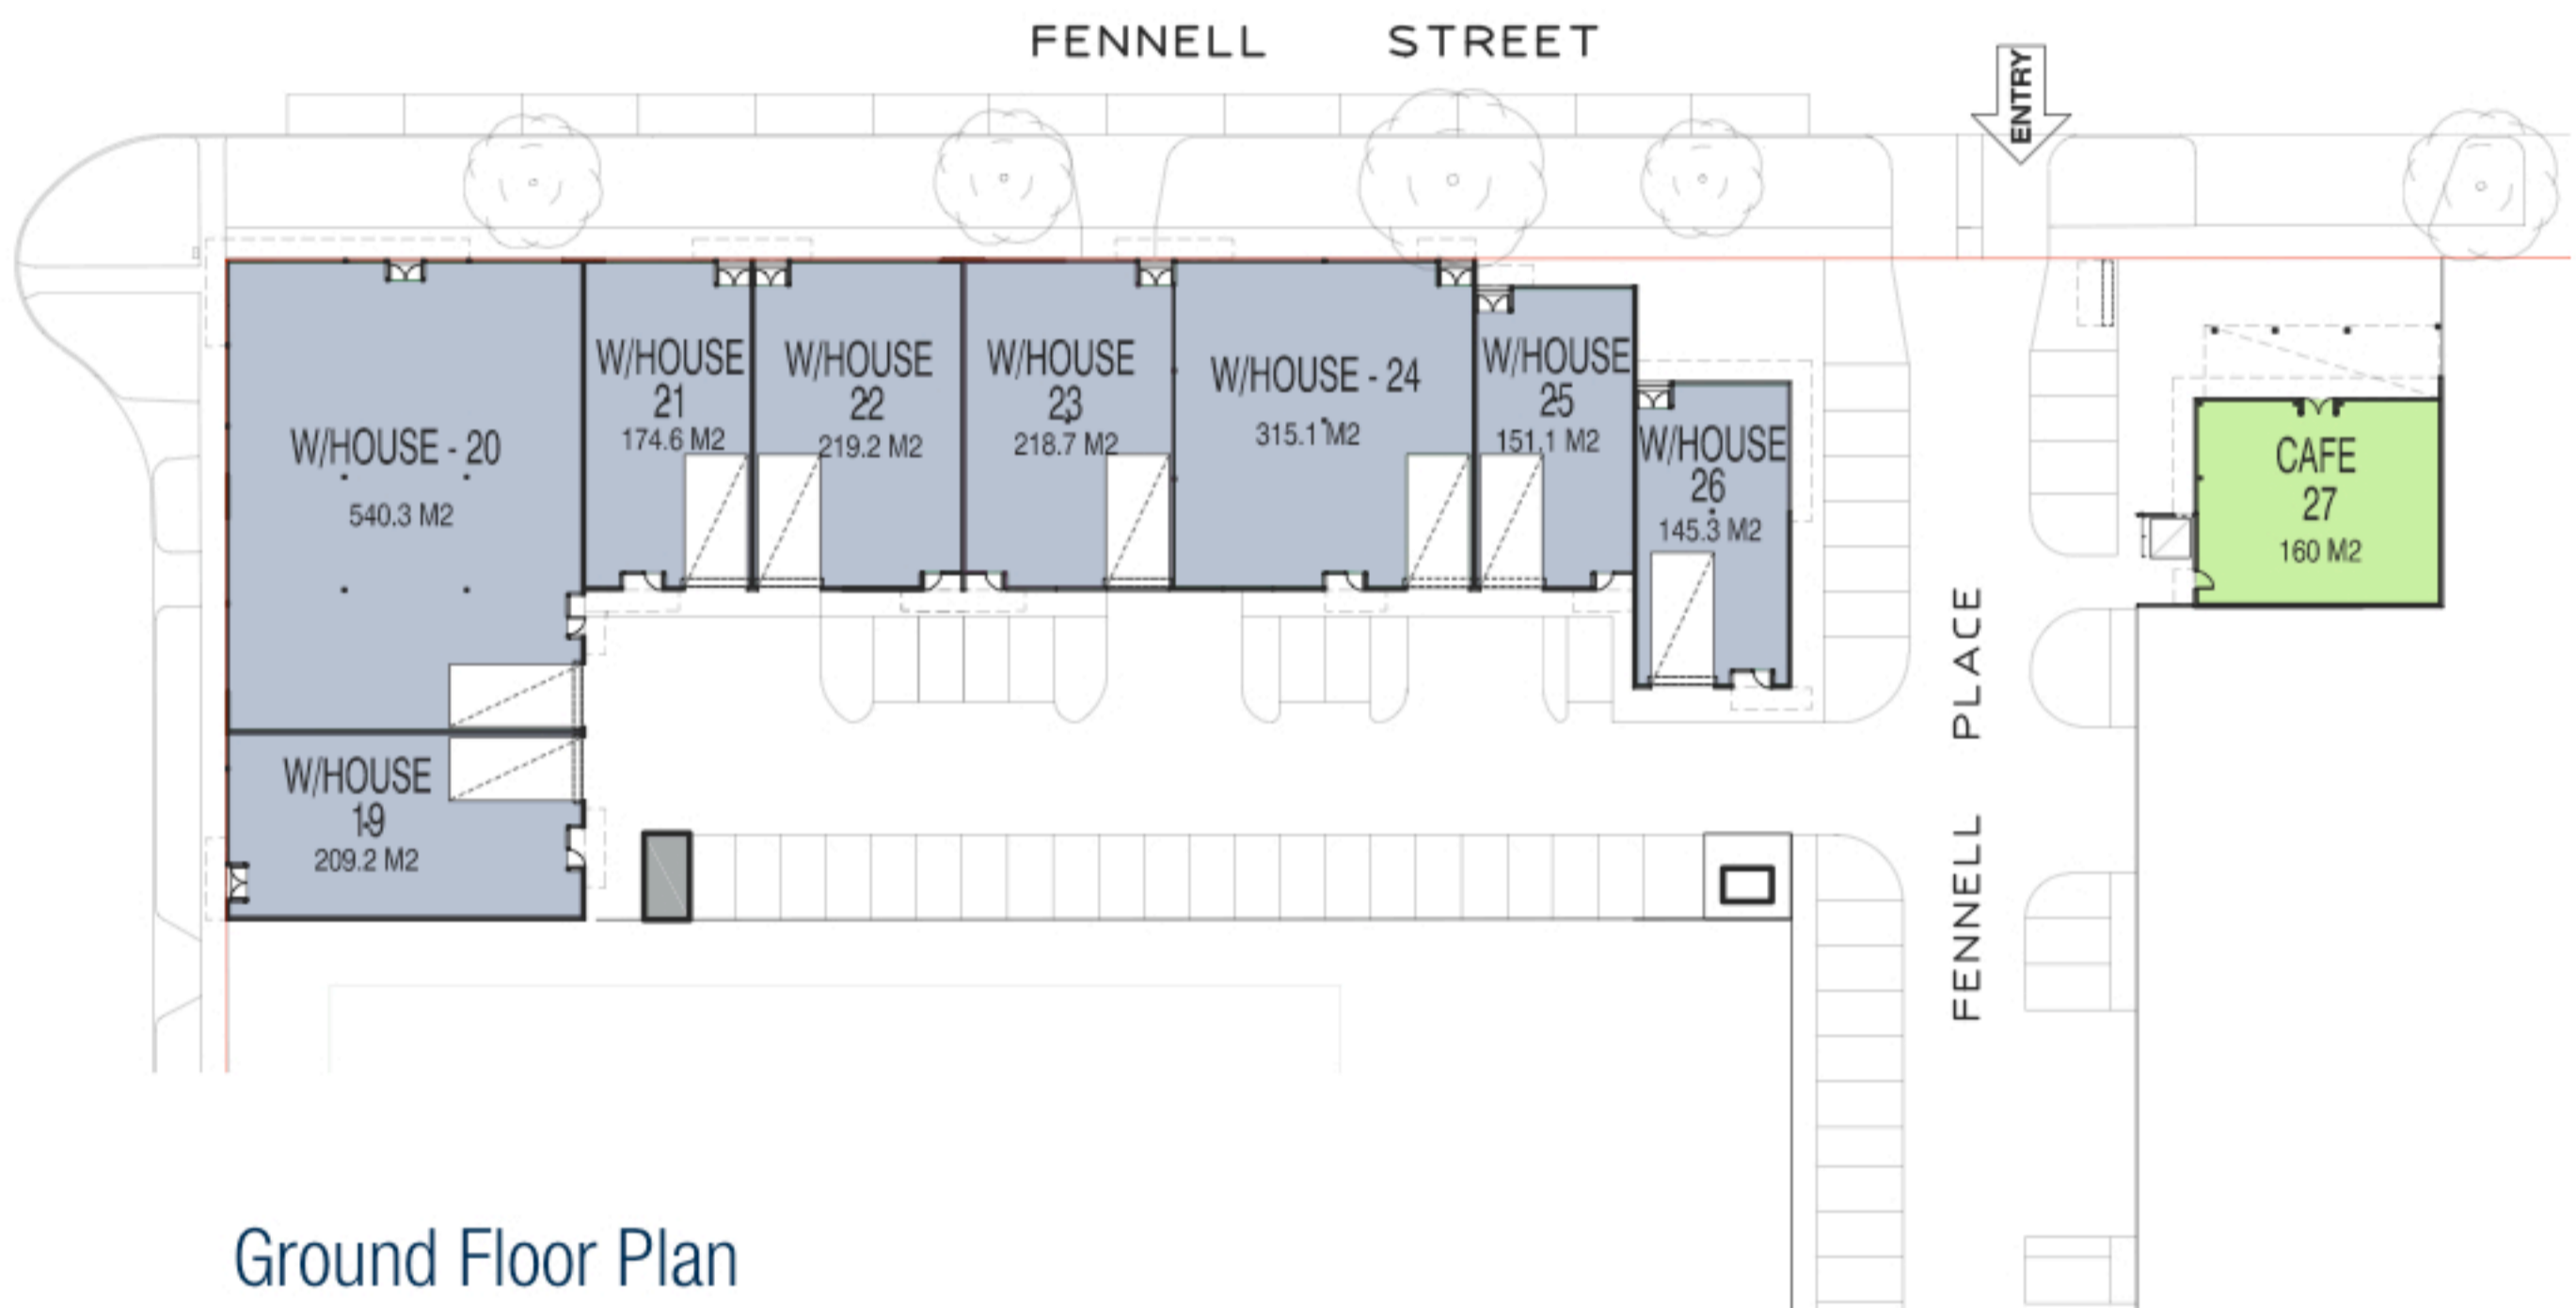 FENNELL STREET
ENTRY
W/HOUSE - 20
540.3 M2
W/HOUSE
21
174.6 M2
W/HOUSE
22
219.2 M2
W/HOUSE
23
218.7 M2
W/HOUSE - 24
315.1 M2
W/HOUSE
25
151.1 M2
W/HOUSE
26
145.3 M2
CAFE
27
160 M2
W/HOUSE
19
209.2 M2
FENNELL PLACE
Ground Floor Plan